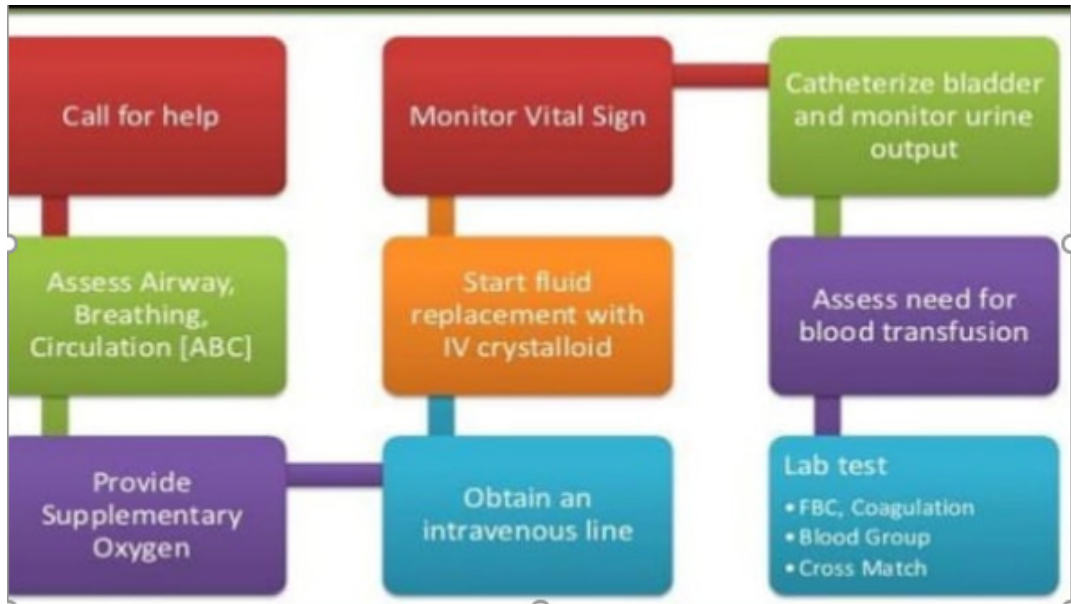 Call for help
Assess Airway,
Breathing,
Circulation [ABC]
Provide
Supplementary
Oxygen
Obtain an
intravenous line
Start fluid
replacement with
IV crystalloid
Monitor Vital Sign
Catheterize bladder
and monitor urine
output
Assess need for
blood transfusion
Lab test
• FBC, Coagulation
• Blood Group
• Cross Match